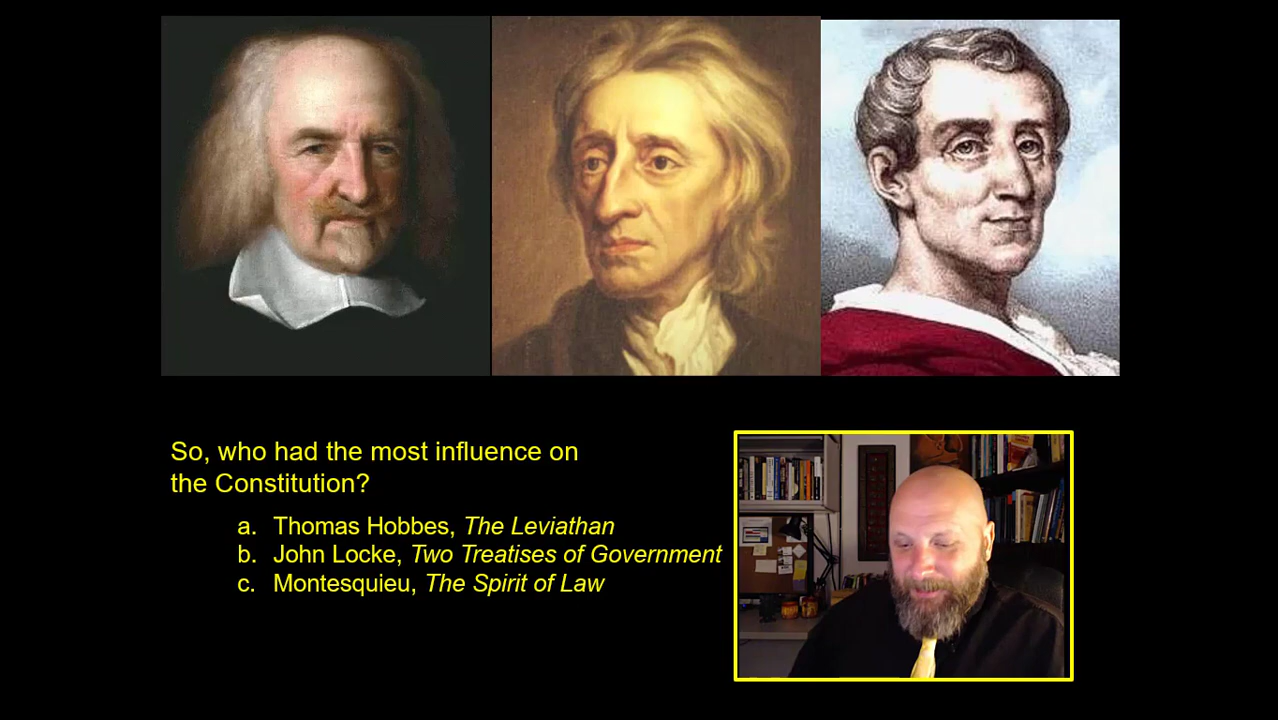 So, who had the most influence on
the Constitution?
a. Thomas Hobbes, The Leviathan
b. John Locke, Two Treatises of Government
c. Montesquieu, The Spirit of Law